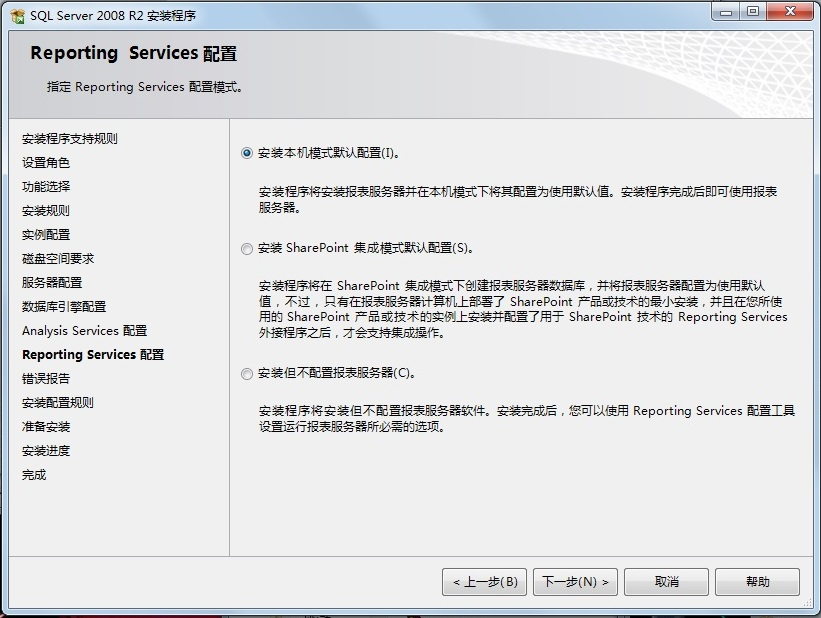 SQL Server 2008 R2 安装程序
Reporting Services 配置
指定 Reporting Services 配置模式。
安装程序支持规则
设置角色
功能选择
安装规则
实例配置
磁盘空间要求
服务器配置
数据库引擎配置
Analysis Services 配置
Reporting Services 配置
错误报告
安装配置规则
准备安装
安装进度
完成
安装本机模式默认配置(I)。
安装程序将安装报表服务器并在本机模式下将其配置为使用默认值。安装程序完成后即可使用报表
服务器。
安装 SharePoint 集成模式默认配置(S)。
安装程序将在 SharePoint 集成模式下创建报表服务器数据库，并将报表服务器配置为使用默认
值，不过，只有在报表服务器计算机上部署了 SharePoint 产品或技术的最小安装，并且在您所使
用的 SharePoint 产品或技术的实例上安装并配置了用于 SharePoint 技术的 Reporting Services
外接程序之后，才会支持集成操作。
安装但不配置报表服务器(C)。
安装程序将安装但不配置报表服务器软件。安装完成后，您可以使用 Reporting Services 配置工具
设置运行报表服务器所必需的选项。
< 上一步(B)
下一步(N) >
取消
帮助